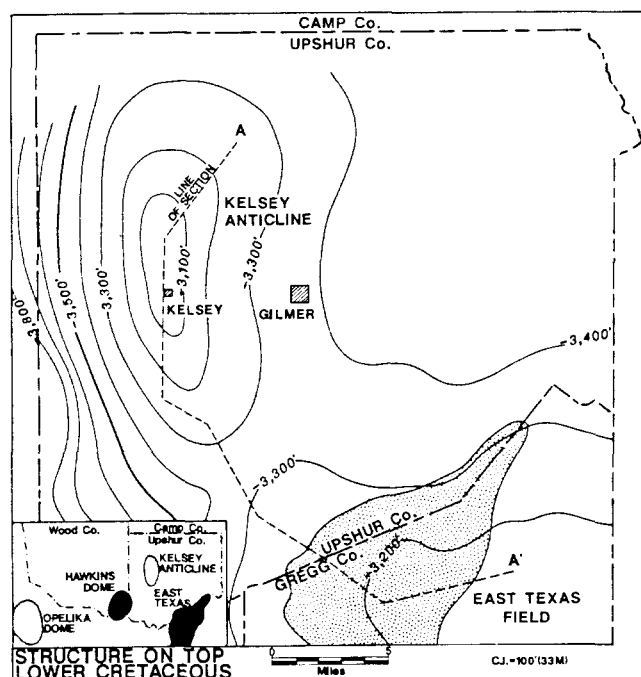 CAMP CO.
UPSHUR CO.
A
LINE
OF SECTION
KELSEY
ANTICLINE
-3,100'
-3,300'
-3,300'
-3,500'
-3,800'
KELSEY
GILMER
-3,400'
-3,300'
UPSHUR Co.
GREGG Co.
-3,200'
A'
EAST TEXAS
FIELD
Wood Co.
Camp Co.
Upshur Co.
KELSEY
ANTICLINE
HAWKINS
DOME
EAST
TEXAS
OPELIKA
DOME
STRUCTURE ON TOP
LOWER CRETACEOUS
0 5
Miles
C.I.=100'(33M)